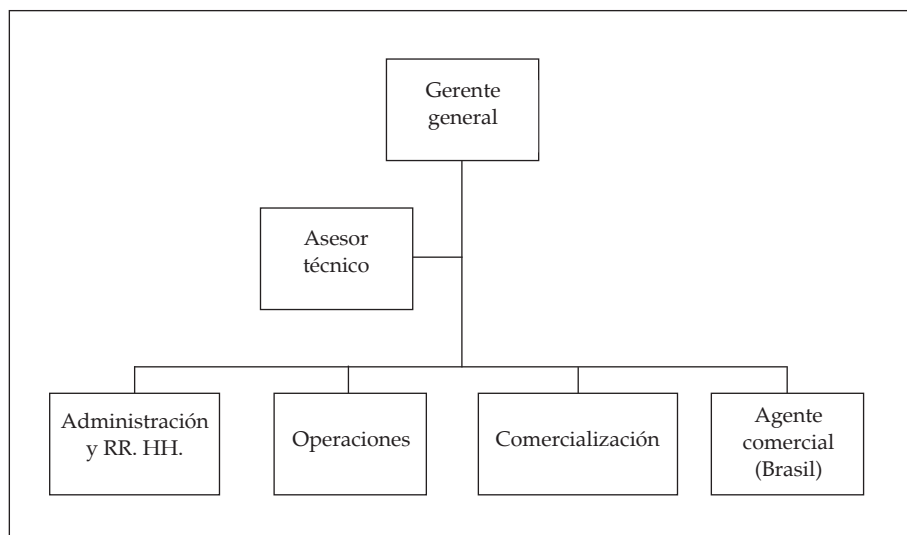 Gerente
general
Asesor
técnico
Administración
y RR. HH.
Operaciones
Comercialización
Agente
comercial
(Brasil)